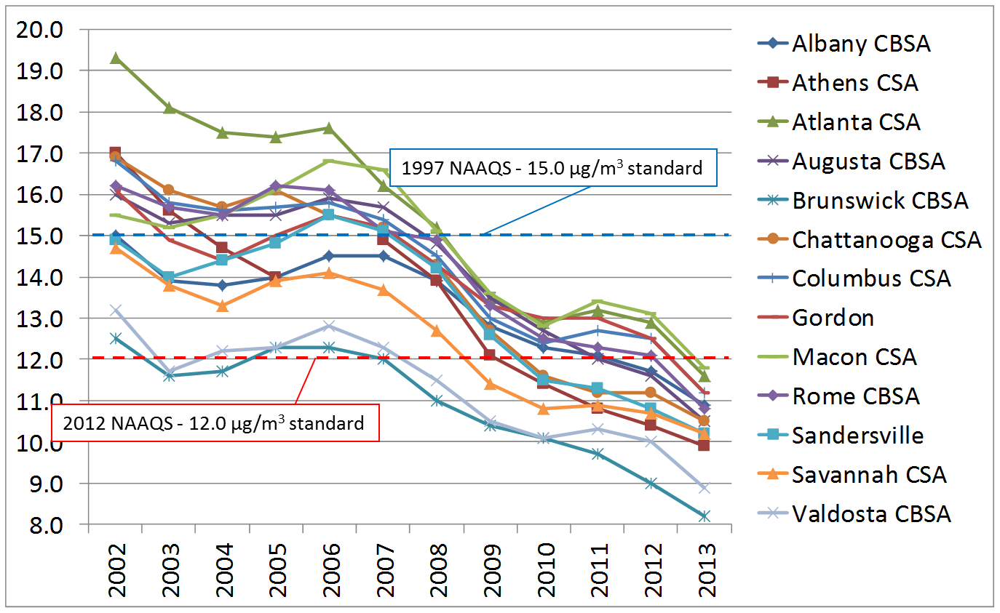 20.0
19.0
18.0
17.0
16.0
15.0
14.0
13.0
12.0
11.0
10.0
9.0
8.0
1997 NAAQS - 15.0 µg/m³ standard
2012 NAAQS - 12.0 µg/m³ standard
2002
2003
2004
2005
2006
2007
2008
2009
2010
2011
2012
2013
Albany CBSA
Athens CSA
Atlanta CSA
Augusta CBSA
Brunswick CBSA
Chattanooga CSA
Columbus CSA
Gordon
Macon CSA
Rome CBSA
Sandersville
Savannah CSA
Valdosta CBSA